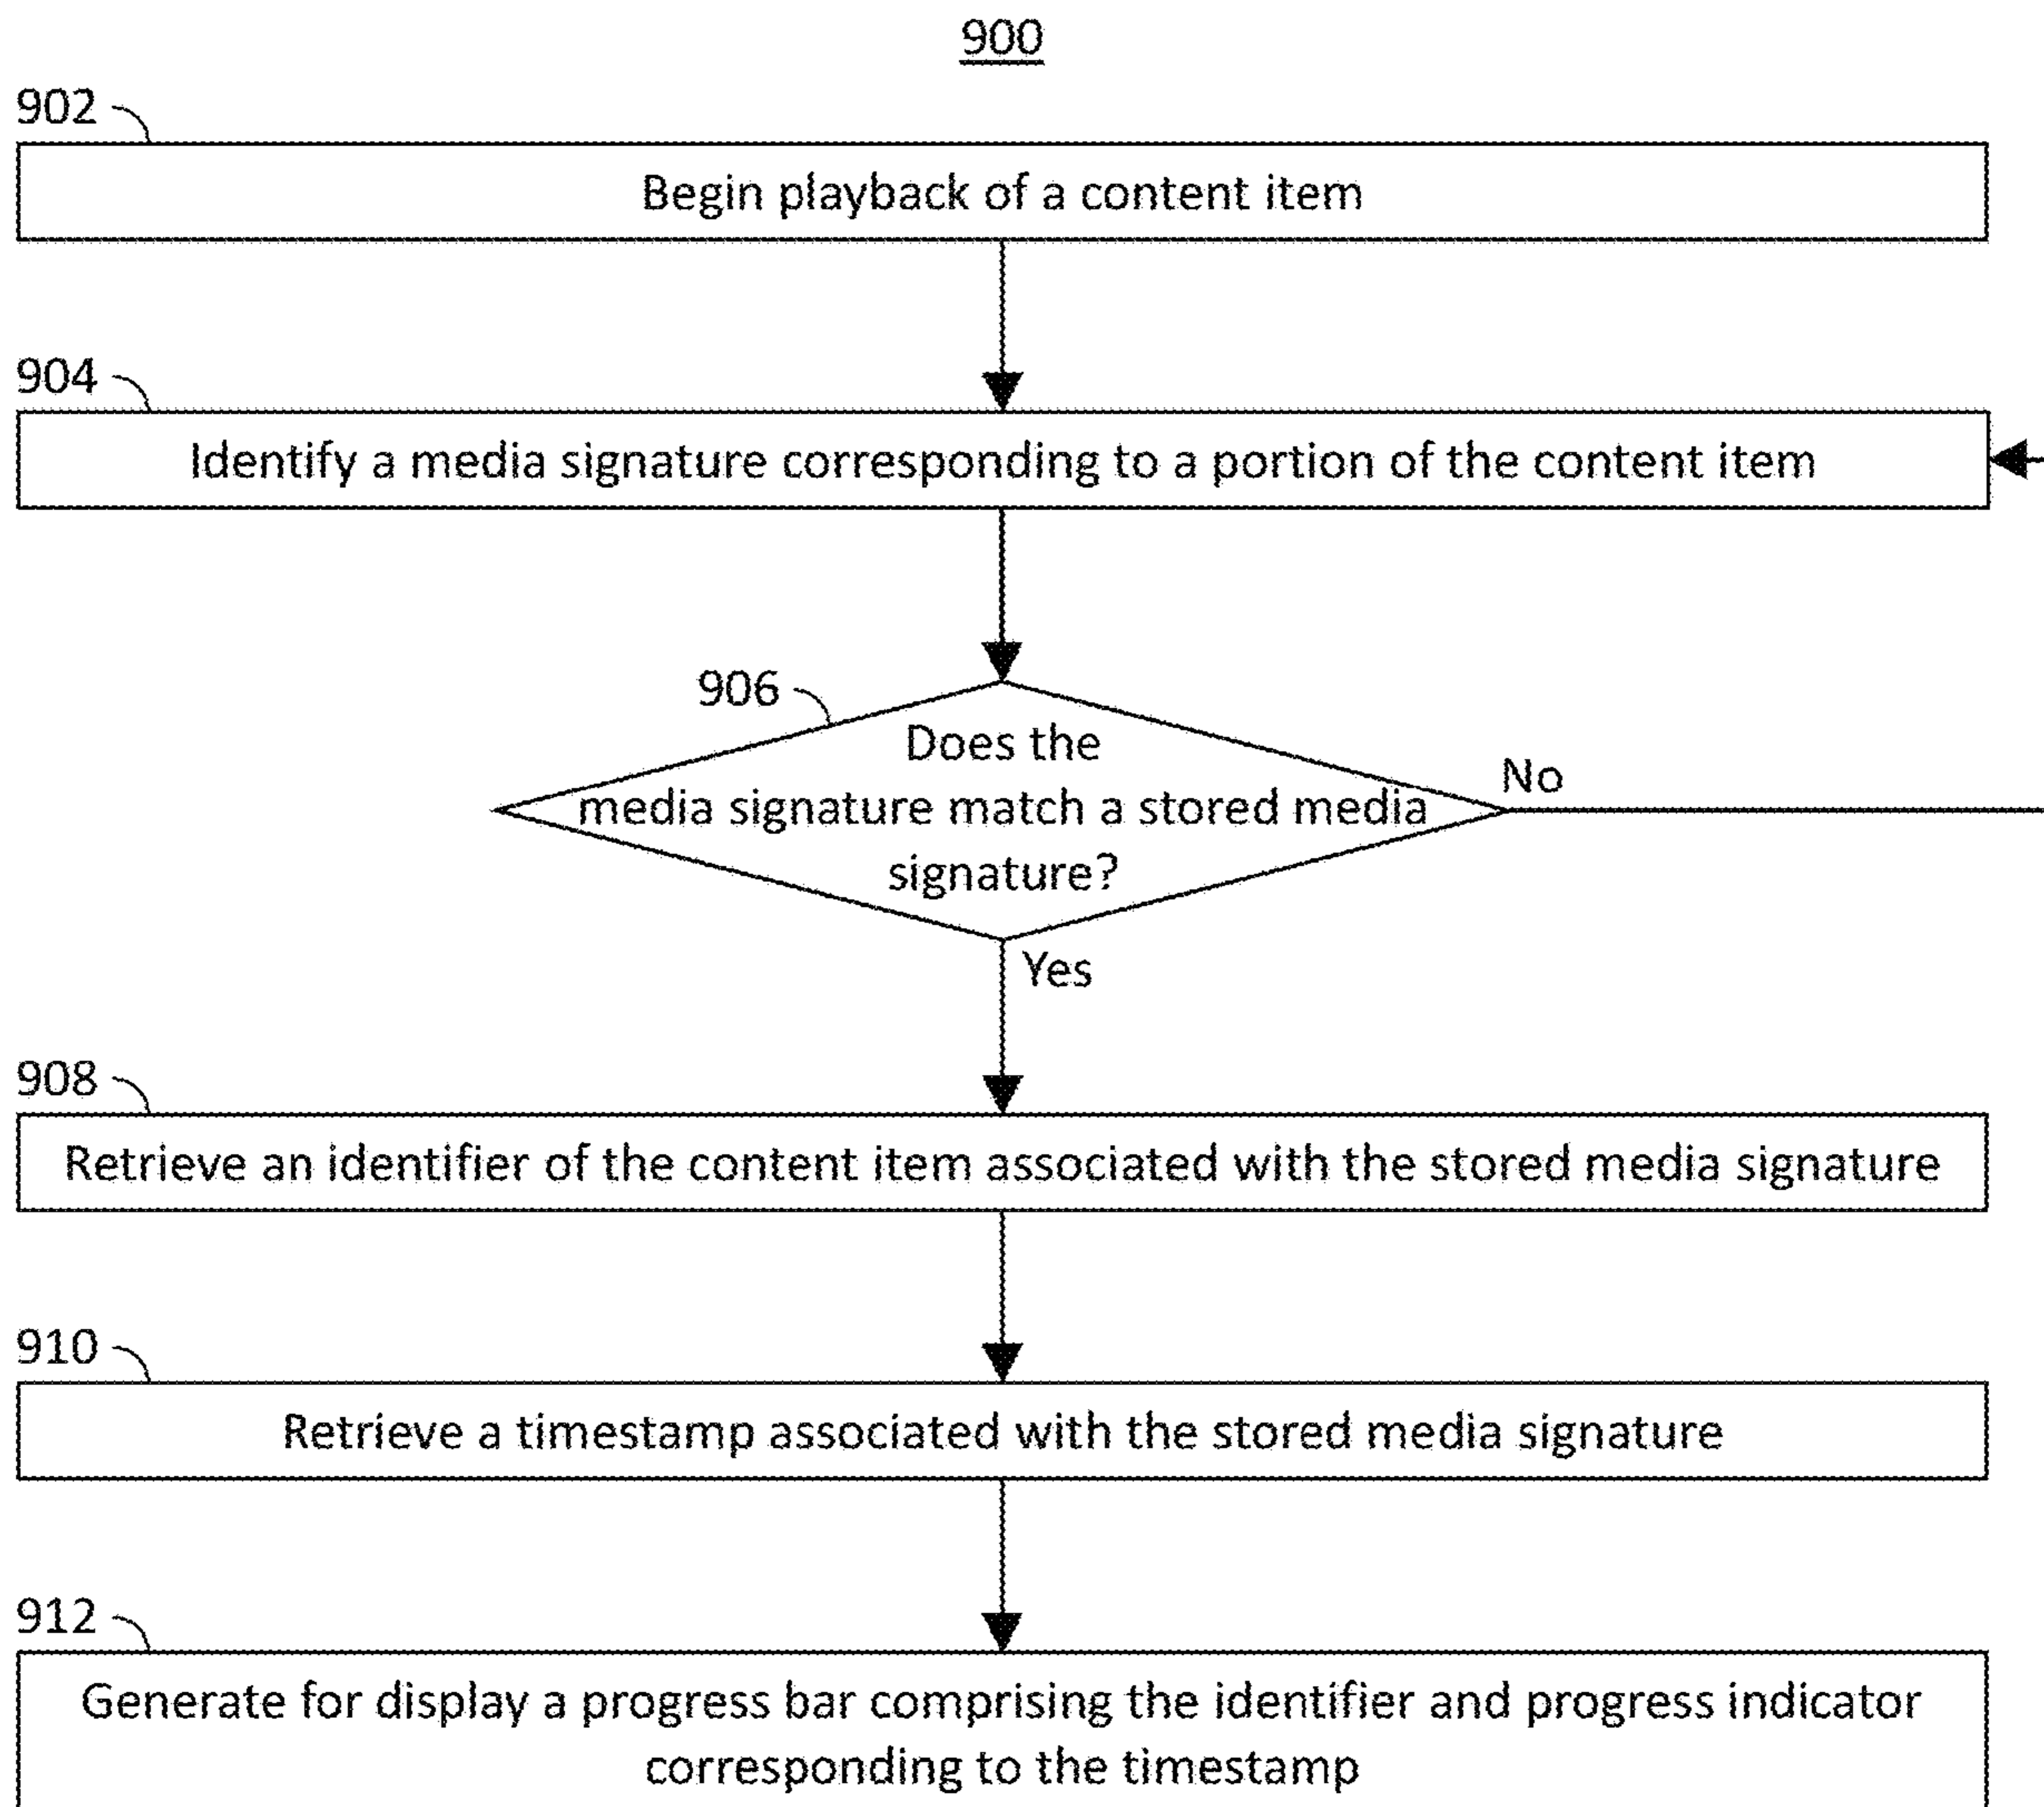 900
902
Begin playback of a content item
904
Identify a media signature corresponding to a portion of the content item
906
Does the
media signature match a stored media
signature?
No
Yes
908
Retrieve an identifier of the content item associated with the stored media signature
910
Retrieve a timestamp associated with the stored media signature
912
Generate for display a progress bar comprising the identifier and progress indicator
corresponding to the timestamp